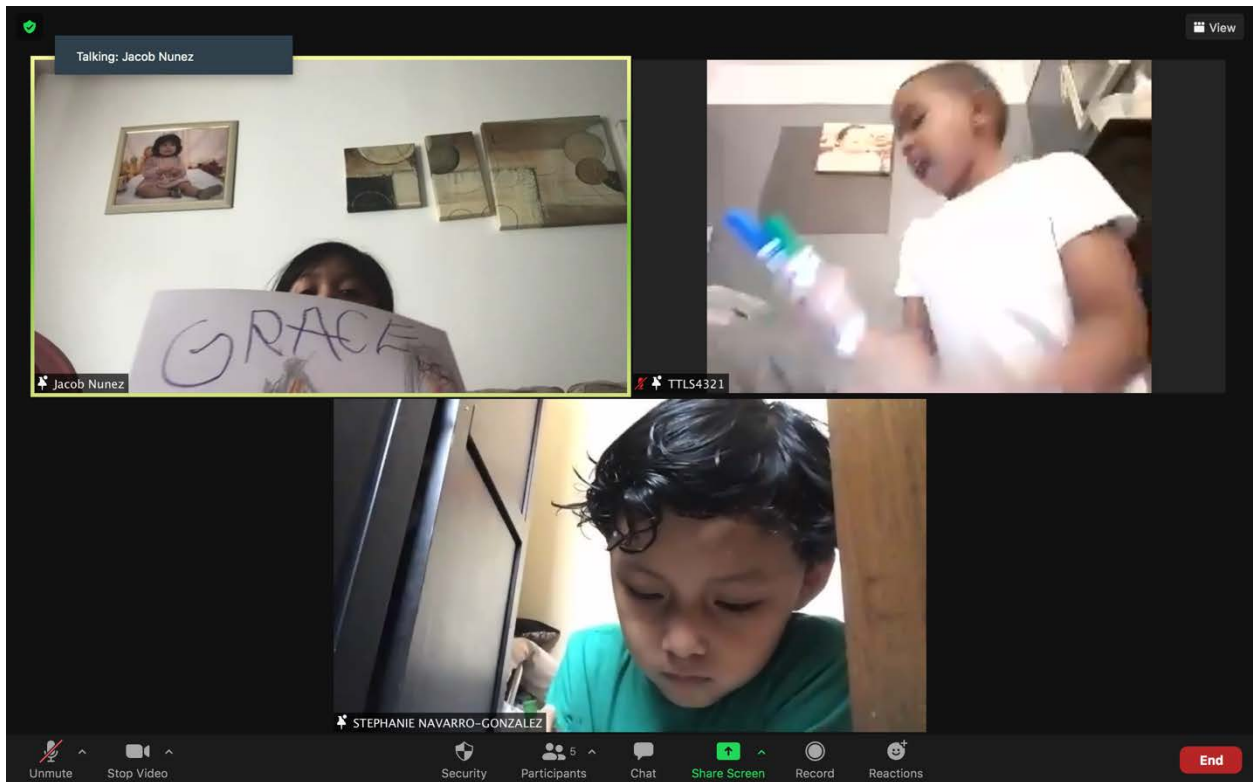 View
Talking: Jacob Nunez
GRACE
Jacob Nunez
TTLS4321
STEPHANIE NAVARRO-GONZALEZ
Unmute
Stop Video
Security
Participants
5
Chat
Share Screen
Record
Reactions
End